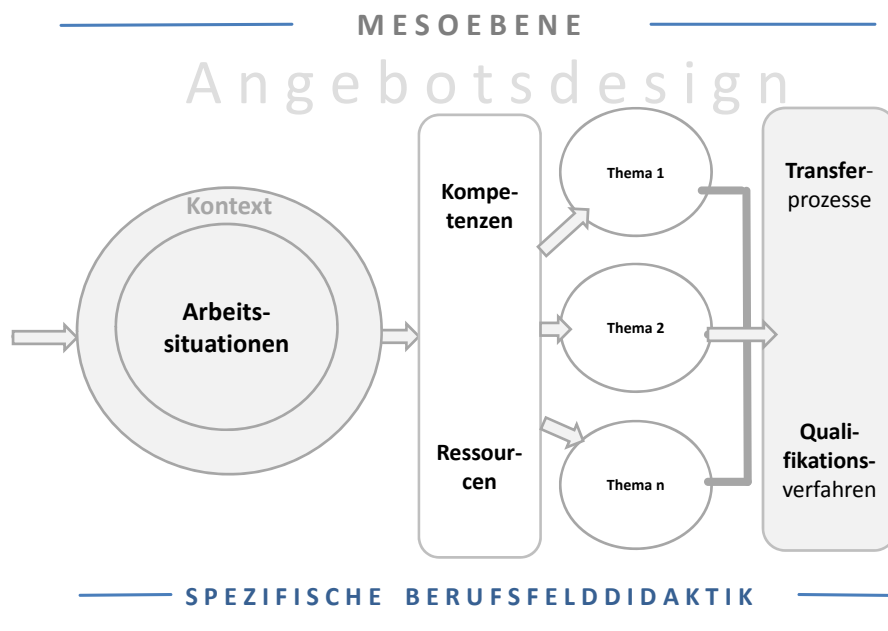 MESOEBENE
Angebotsdesign
Kontext
Arbeits-
situationen
Kompe-
tenzen
Ressour-
cen
Thema 1
Thema 2
Thema n
Transfer-
prozesse
Quali-
fikations-
verfahren
SPEZIFISCHE BERUFSFELDDIDAKTIK